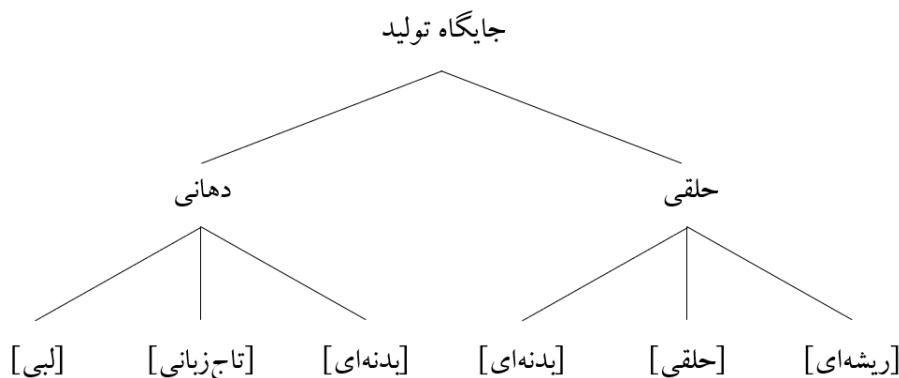 جایگاه تولید
حلقی دهانی
[ریشه‌ای] [حلقی] [بدنه‌ای] [بدنه‌ای] [تاج‌زبانی] [لبی]